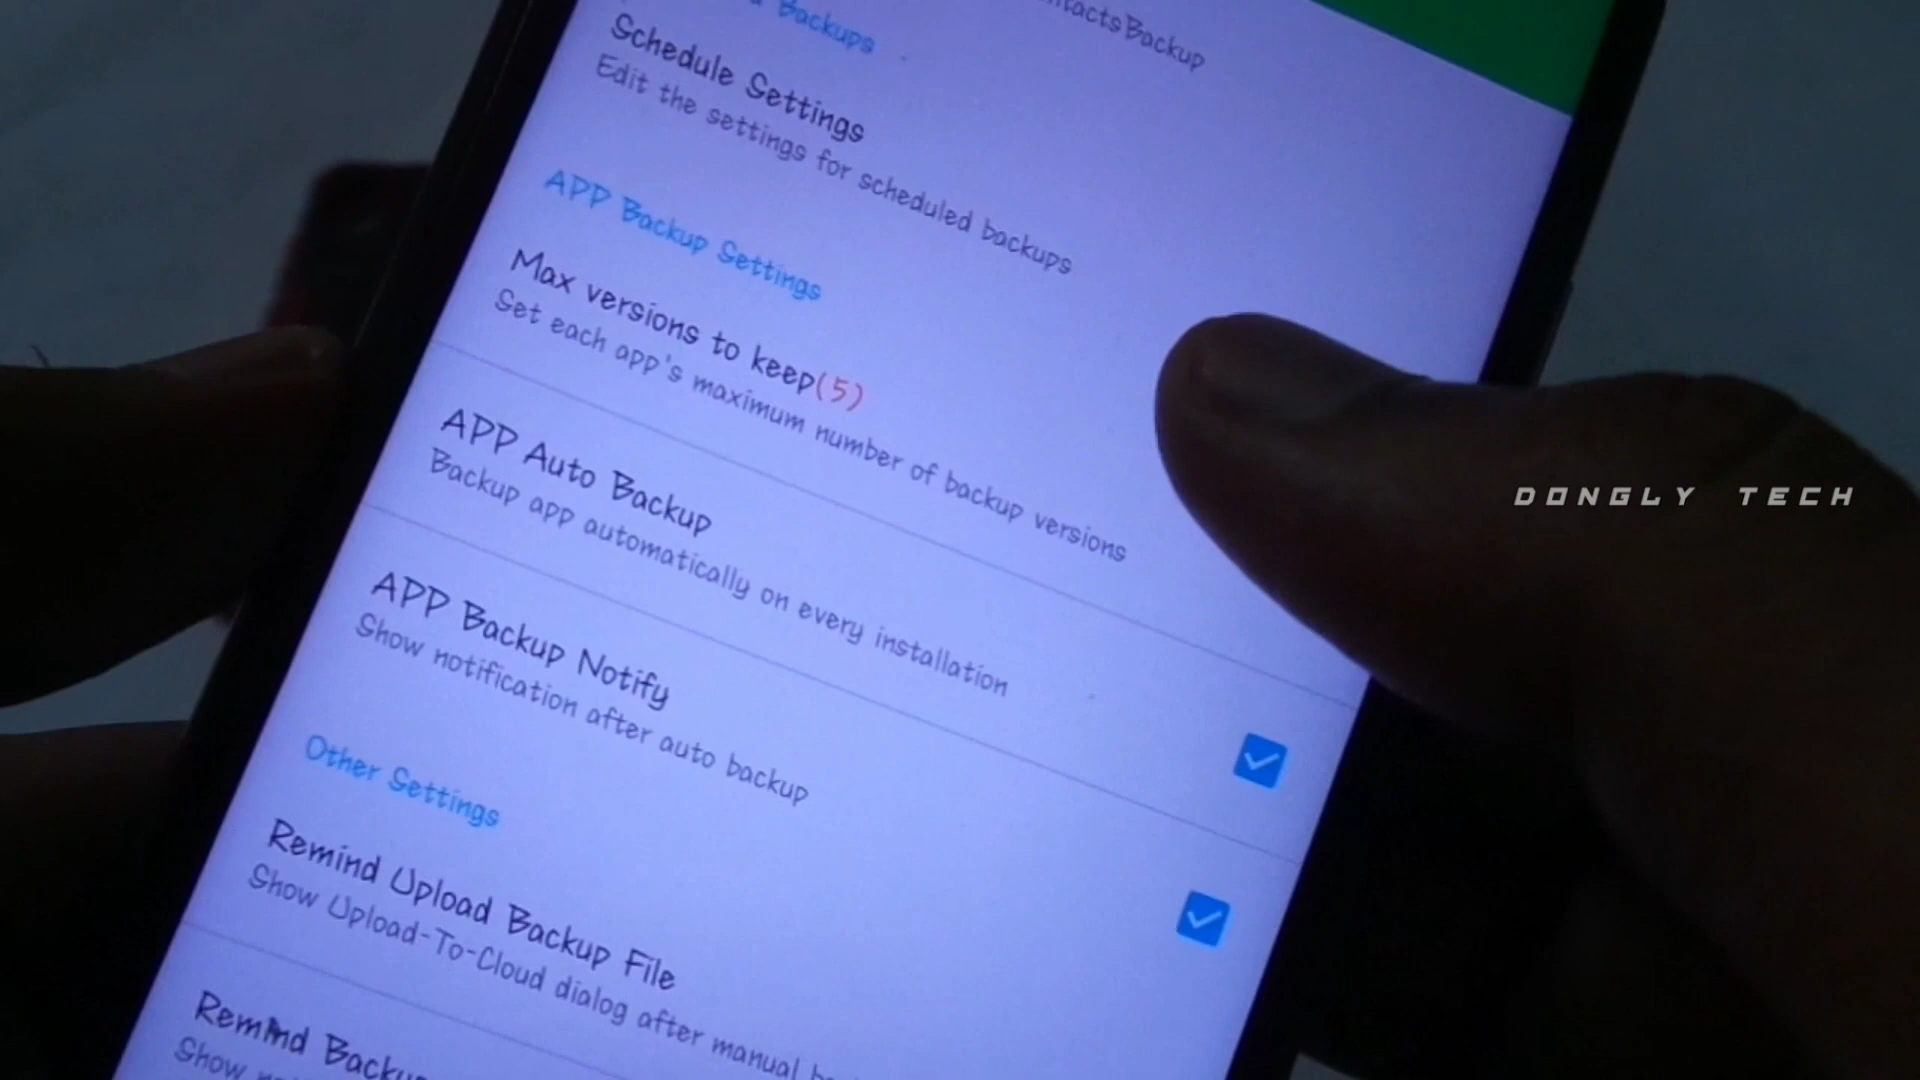 ntactsBackup
Backups
Schedule Settings
Edit the settings for scheduled backups
APP Backup Settings
Max versions to keep(5)
Set each app's maximum number of backup versions
APP Auto Backup
Backup app automatically on every installation
APP Backup Notify
Show notification after auto backup
Other Settings
Remind Upload Backup File
Show Upload-To-Cloud dialog after manual
Remind Backu
Show
DONGLY TECH